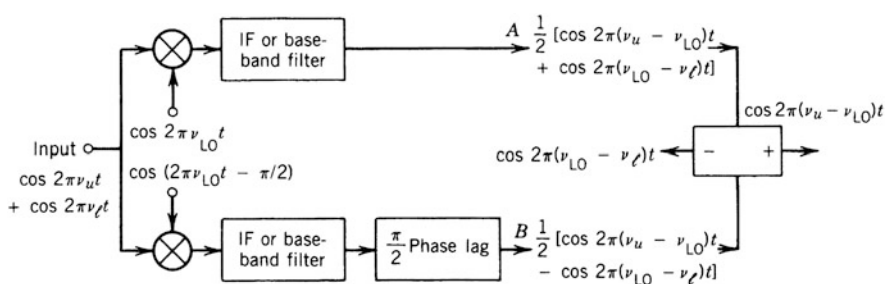 IF or base-
band filter
A 1/2 [cos 2π(ν_u − ν_LO)t
+ cos 2π(ν_LO − ν_ℓ)t]
cos 2πν_LO t
cos (2πν_LO t − π/2)
Input
cos 2πν_u t
+ cos 2πν_ℓ t
cos 2π(ν_u − ν_LO)t
cos 2π(ν_LO − ν_ℓ)t
− +
IF or base-
band filter
π/2 Phase lag
B 1/2 [cos 2π(ν_u − ν_LO)t
− cos 2π(ν_LO − ν_ℓ)t]